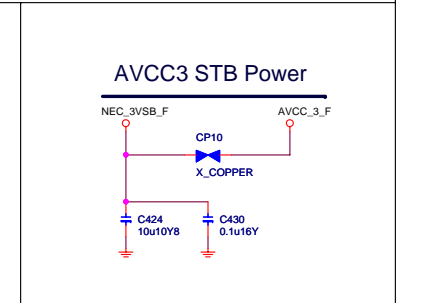 AVCC3 STB Power
NEC_3VSB_F
AVCC_3_F
CP10
X_COPPER
C424
10u10Y8
C430
0.1u16Y